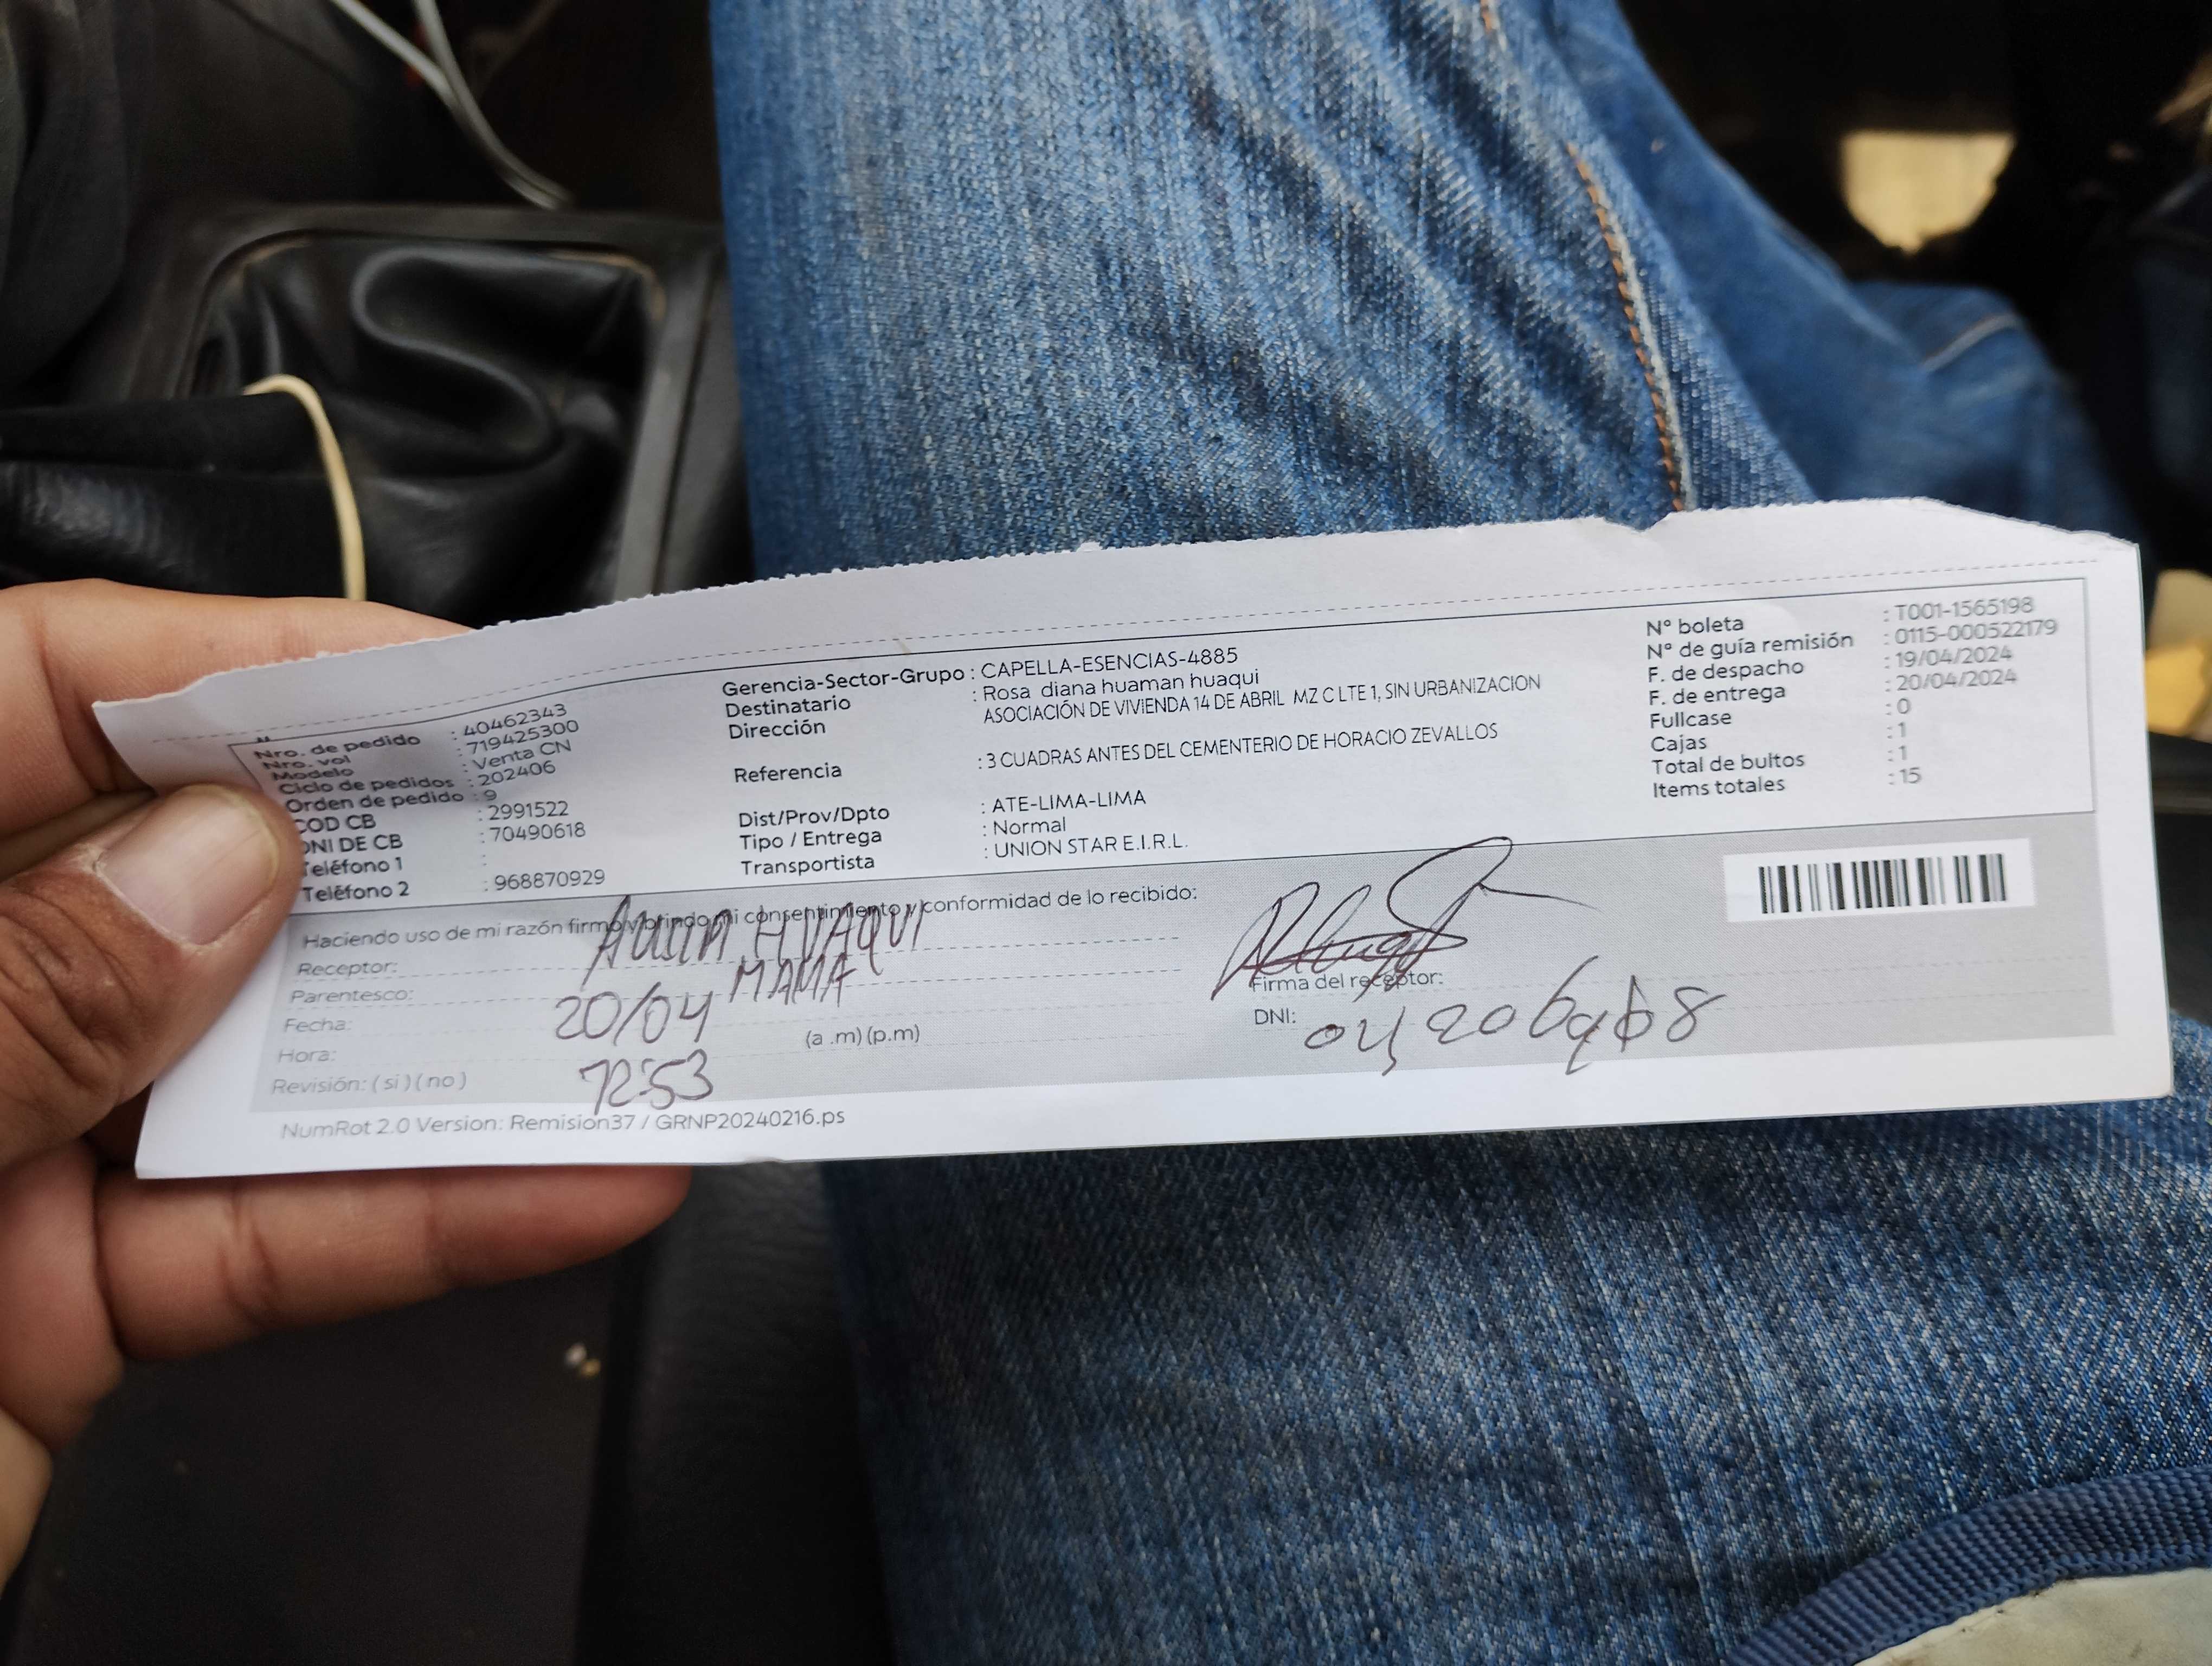 Nro. de pedido : 40462343
Nro. vol : 719425300
Modelo : Venta CN
Ciclo de pedidos : 202406
Orden de pedido : 9
COD CB : 2991522
DNI DE CB : 70490618
Teléfono 1 :
Teléfono 2 : 968870929
Gerencia-Sector-Grupo : CAPELLA-ESENCIAS-4885
Destinatario : Rosa diana huaman huaqui
Dirección ASOCIACIÓN DE VIVIENDA 14 DE ABRIL MZ C LTE 1, SIN URBANIZACION
Referencia : 3 CUADRAS ANTES DEL CEMENTERIO DE HORACIO ZEVALLOS
Dist/Prov/Dpto : ATE-LIMA-LIMA
Tipo / Entrega : Normal
Transportista : UNION STAR E.I.R.L.
N° boleta : T001-1565198
N° de guía remisión : 0115-000522179
F. de despacho : 19/04/2024
F. de entrega : 20/04/2024
Fullcase : 0
Cajas : 1
Total de bultos : 1
Items totales : 15
Haciendo uso de mi razón firmo y brindo mi consentimiento y conformidad de lo recibido:
Receptor: HUAQUI
Parentesco: MAMA
Fecha: 20/04
Hora: 12:53 (a .m) (p.m)
Revisión: ( si ) ( no )
Firma del receptor:
DNI:
NumRot 2.0 Version: Remision37 / GRNP20240216.ps